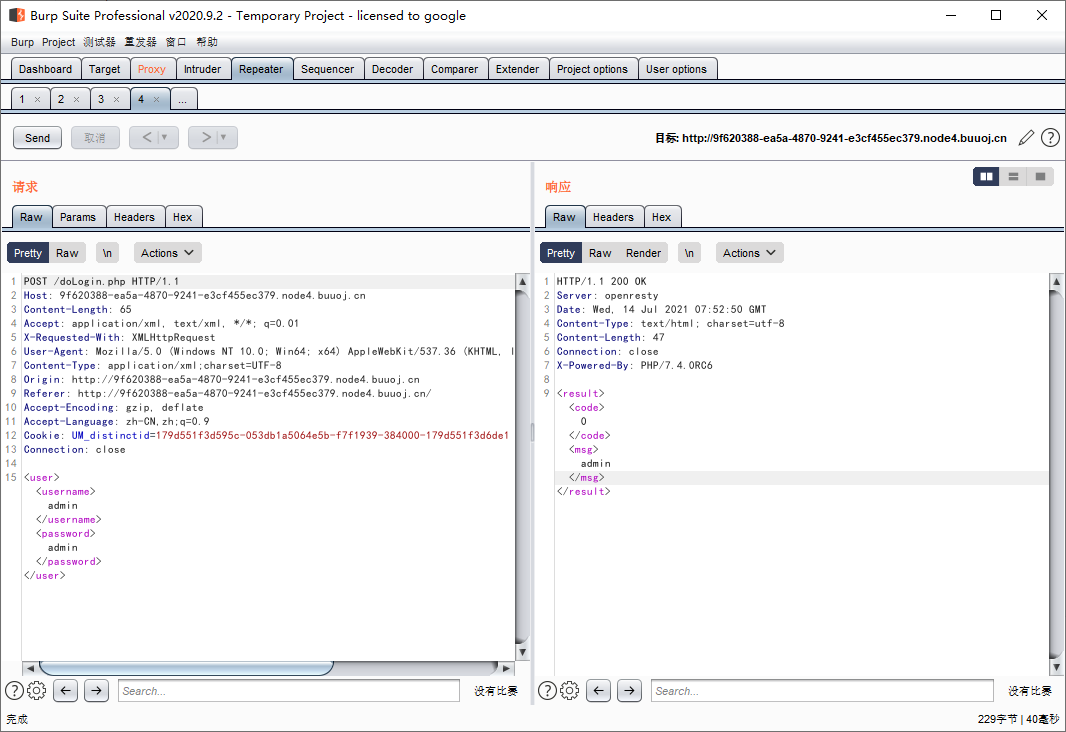 Burp Suite Professional v2020.9.2 - Temporary Project - licensed to google
Burp Project 测试器 重发器 窗口 帮助
Dashboard Target Proxy Intruder Repeater Sequencer Decoder Comparer Extender Project options User options
1 × 2 × 3 × 4 × ...
Send 取消 < | ▼ > | ▼ 目标: http://9f620388-ea5a-4870-9241-e3cf455ec379.node4.buuoj.cn ?
请求
Raw Params Headers Hex
Pretty Raw \n Actions
1 POST /doLogin.php HTTP/1.1
2 Host: 9f620388-ea5a-4870-9241-e3cf455ec379.node4.buuoj.cn
3 Content-Length: 65
4 Accept: application/xml, text/xml, */*; q=0.01
5 X-Requested-With: XMLHttpRequest
6 User-Agent: Mozilla/5.0 (Windows NT 10.0; Win64; x64) AppleWebKit/537.36 (KHTML, l
7 Content-Type: application/xml;charset=UTF-8
8 Origin: http://9f620388-ea5a-4870-9241-e3cf455ec379.node4.buuoj.cn
9 Referer: http://9f620388-ea5a-4870-9241-e3cf455ec379.node4.buuoj.cn/
10 Accept-Encoding: gzip, deflate
11 Accept-Language: zh-CN,zh;q=0.9
12 Cookie: UM_distinctid=179d551f3d595c-053db1a5064e5b-f7f1939-384000-179d551f3d6de1
13 Connection: close
14
15 <user>
<username>
admin
</username>
<password>
admin
</password>
</user>
? Search... 没有比赛
响应
Raw Headers Hex
Pretty Raw Render \n Actions
1 HTTP/1.1 200 OK
2 Server: openresty
3 Date: Wed, 14 Jul 2021 07:52:50 GMT
4 Content-Type: text/html; charset=utf-8
5 Content-Length: 47
6 Connection: close
7 X-Powered-By: PHP/7.4.0RC6
8
9 <result>
<code>
0
</code>
<msg>
admin
</msg>
</result>
? Search... 没有比赛
完成 229字节 | 40毫秒